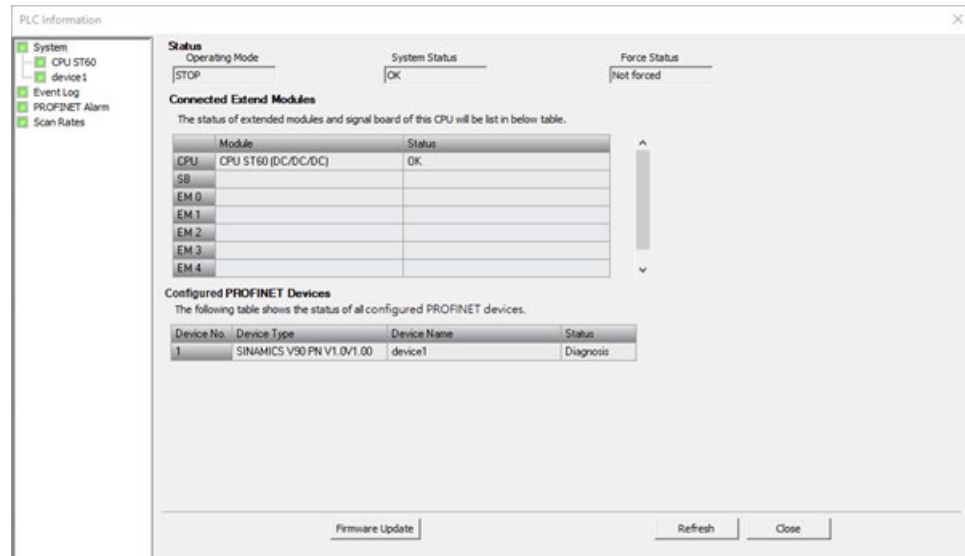 PLC Information
System
CPU ST60
device1
Event Log
PROFINET Alarm
Scan Rates
Status
Operating Mode System Status Force Status
STOP OK Not forced
Connected Extend Modules
The status of extended modules and signal board of this CPU will be list in below table.
Module Status
CPU CPU ST60 (DC/DC/DC) OK
SB
EM 0
EM 1
EM 2
EM 3
EM 4
Configured PROFINET Devices
The following table shows the status of all configured PROFINET devices.
Device No. Device Type Device Name Status
1 SINAMICS V90 PN V1.0V1.00 device1 Diagnosis
Firmware Update Refresh Close